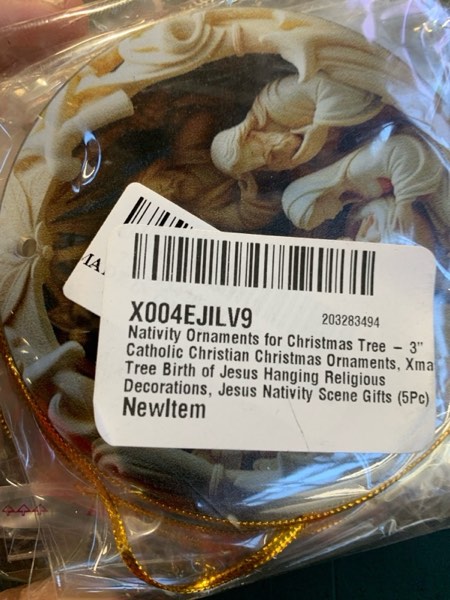 X004EJILV9
203283494
Nativity Ornaments for Christmas Tree – 3”
Catholic Christian Christmas Ornaments, Xma
Tree Birth of Jesus Hanging Religious
Decorations, Jesus Nativity Scene Gifts (5Pc)
NewItem